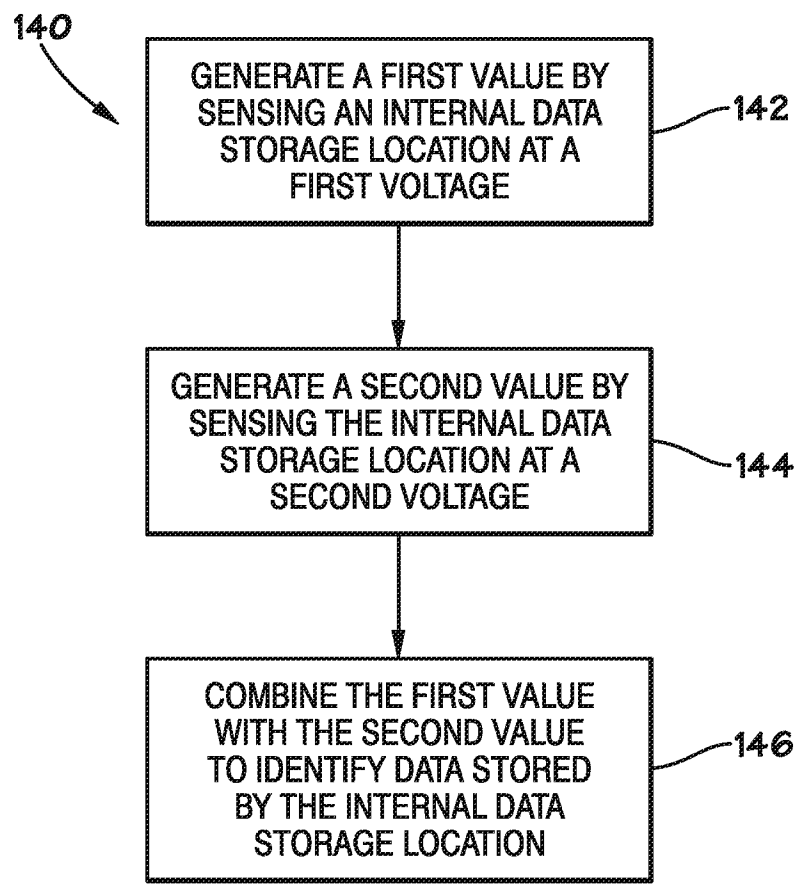 140
GENERATE A FIRST VALUE BY
SENSING AN INTERNAL DATA
STORAGE LOCATION AT A
FIRST VOLTAGE
142
GENERATE A SECOND VALUE BY
SENSING THE INTERNAL DATA
STORAGE LOCATION AT A
SECOND VOLTAGE
144
COMBINE THE FIRST VALUE
WITH THE SECOND VALUE
TO IDENTIFY DATA STORED
BY THE INTERNAL DATA
STORAGE LOCATION
146